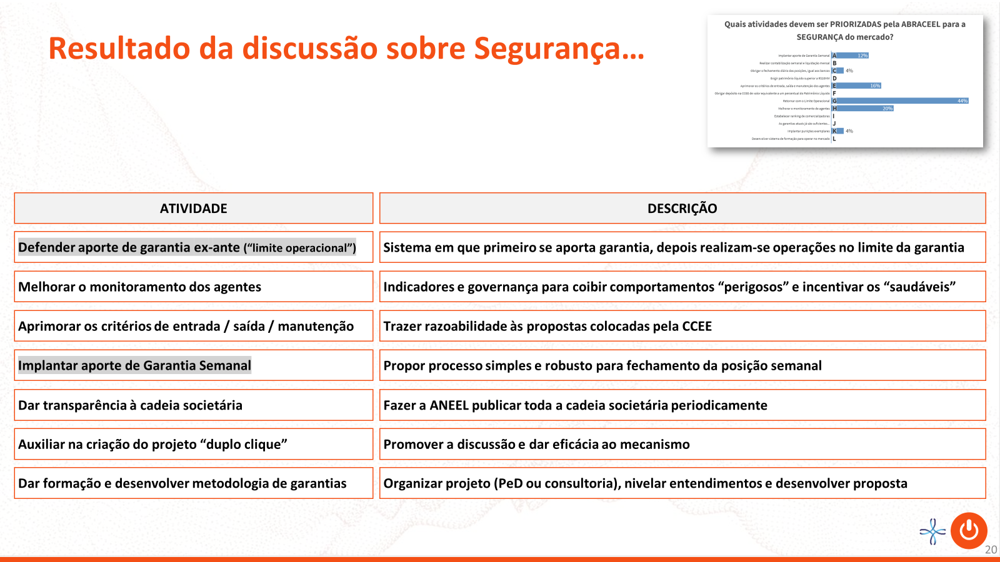 Resultado da discussão sobre Segurança...
Quais atividades devem ser PRIORIZADAS pela ABRACEEL para a
SEGURANÇA do mercado?
Implantar aporte de Garantia Semanal A 12%
Realizar contabilização semanal e liquidação mensal B
Obrigar o fechamento diário das posições, igual aos bancos C 4%
Exigir patrimônio líquido superior a R$10MM D
Aprimorar os critérios de entrada, saída e manutenção dos agentes E 16%
Obrigar depósito na CCEE de valor equivalente a um percentual do Patrimônio Líquido F
Retornar com o Limite Operacional G 44%
Melhorar o monitoramento de agentes H 20%
Estabelecer ranking de comercializadoras I
As garantias atuais já são suficientes... J
Implantar punições exemplares K 4%
Desenvolver sistema de formação para operar no mercado L
ATIVIDADE DESCRIÇÃO
Defender aporte de garantia ex-ante (“limite operacional”) Sistema em que primeiro se aporta garantia, depois realizam-se operações no limite da garantia
Melhorar o monitoramento dos agentes Indicadores e governança para coibir comportamentos “perigosos” e incentivar os “saudáveis”
Aprimorar os critérios de entrada / saída / manutenção Trazer razoabilidade às propostas colocadas pela CCEE
Implantar aporte de Garantia Semanal Propor processo simples e robusto para fechamento da posição semanal
Dar transparência à cadeia societária Fazer a ANEEL publicar toda a cadeia societária periodicamente
Auxiliar na criação do projeto “duplo clique” Promover a discussão e dar eficácia ao mecanismo
Dar formação e desenvolver metodologia de garantias Organizar projeto (PeD ou consultoria), nivelar entendimentos e desenvolver proposta
20